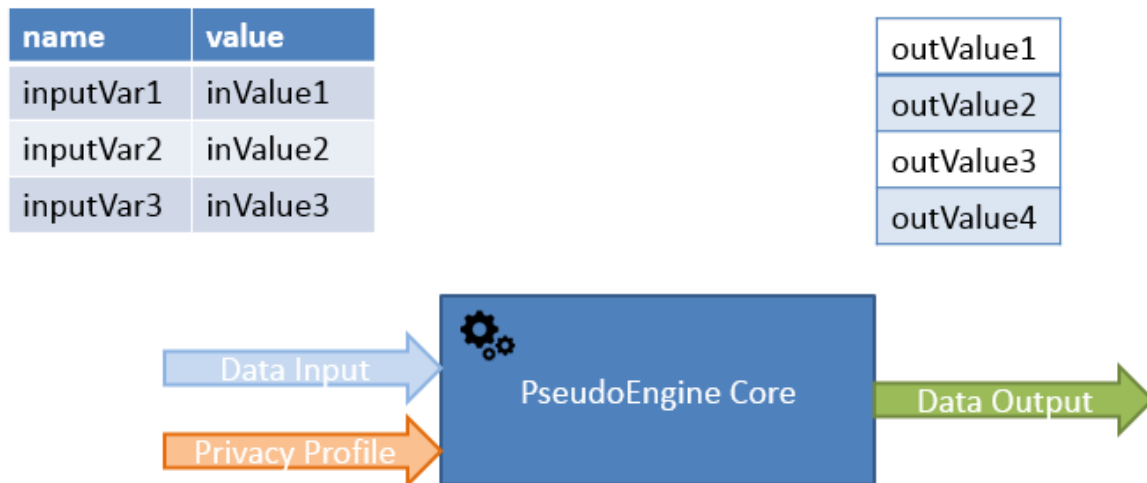 name value
inputVar1 inValue1
inputVar2 inValue2
inputVar3 inValue3
outValue1
outValue2
outValue3
outValue4
Data Input
Privacy Profile
PseudoEngine Core
Data Output